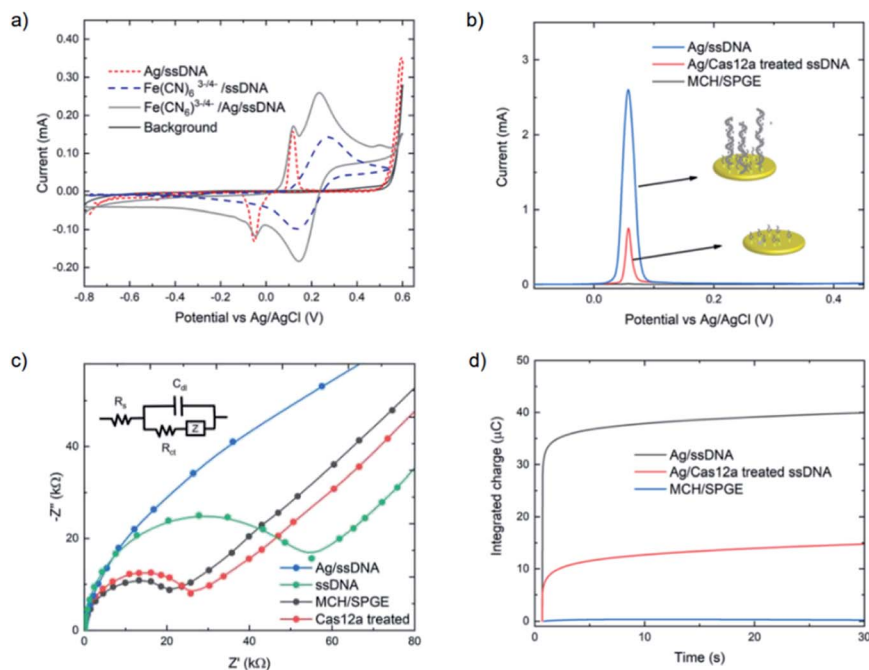 a)
Ag/ssDNA
Fe(CN)₆ ³⁻/⁴⁻ /ssDNA
Fe(CN₆)³⁻/⁴⁻ /Ag/ssDNA
Background
0.40
0.30
0.20
0.10
0.00
-0.10
-0.20
Current (mA)
-0.8 -0.6 -0.4 -0.2 0.0 0.2 0.4 0.6
Potential vs Ag/AgCl (V)
b)
Ag/ssDNA
Ag/Cas12a treated ssDNA
MCH/SPGE
3
2
1
0
Current (mA)
0.0 0.2 0.4
Potential vs Ag/AgCl (V)
c)
Rs
Cdl
Rct
Z
60
40
20
0
-Z'' (kΩ)
Ag/ssDNA
ssDNA
MCH/SPGE
Cas12a treated
0 20 40 60 80
Z' (kΩ)
d)
50
40
30
20
10
0
Integrated charge (μC)
Ag/ssDNA
Ag/Cas12a treated ssDNA
MCH/SPGE
0 10 20 30
Time (s)